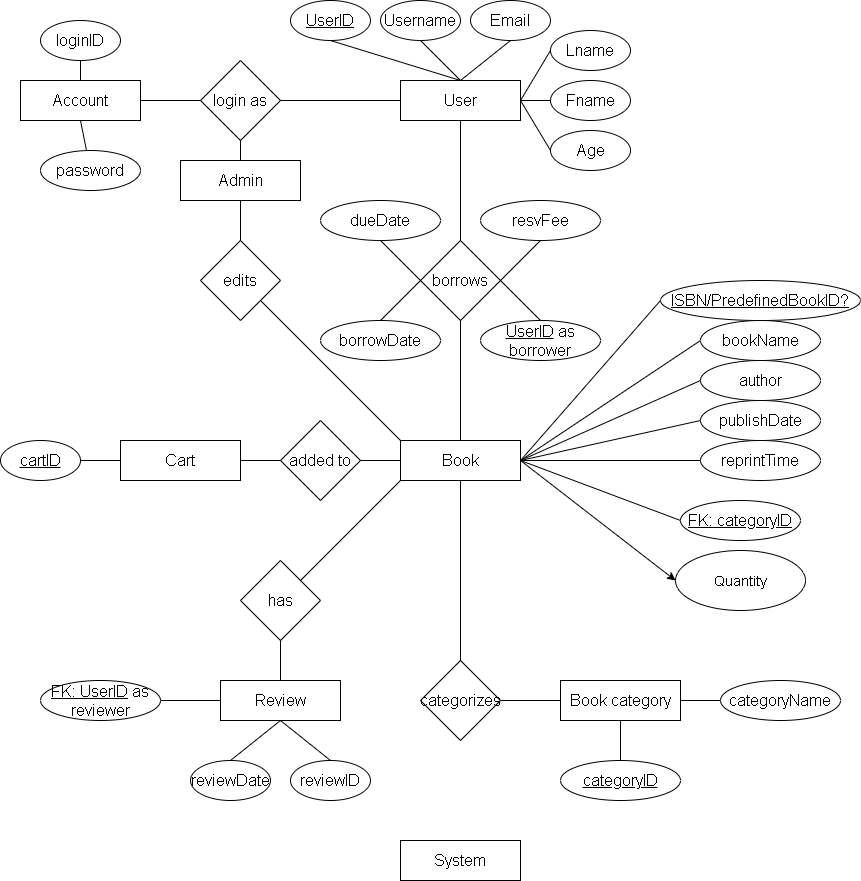 UserID
Username
Email
loginID
Lname
Account
login as
User
Fname
Age
password
Admin
dueDate
resvFee
edits
borrows
ISBN/PredefinedBookID?
borrowDate
UserID as
borrower
bookName
author
publishDate
cartID
Cart
added to
Book
reprintTime
FK: categoryID
Quantity
has
FK: UserID as
reviewer
Review
categorizes
Book category
categoryName
reviewDate
reviewID
categoryID
System